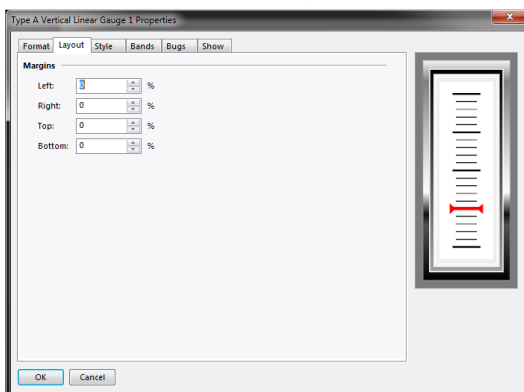 Type A Vertical Linear Gauge 1 Properties
Format Layout Style Bands Bugs Show
Margins
Left: 0 %
Right: 0 %
Top: 0 %
Bottom: 0 %
OK Cancel